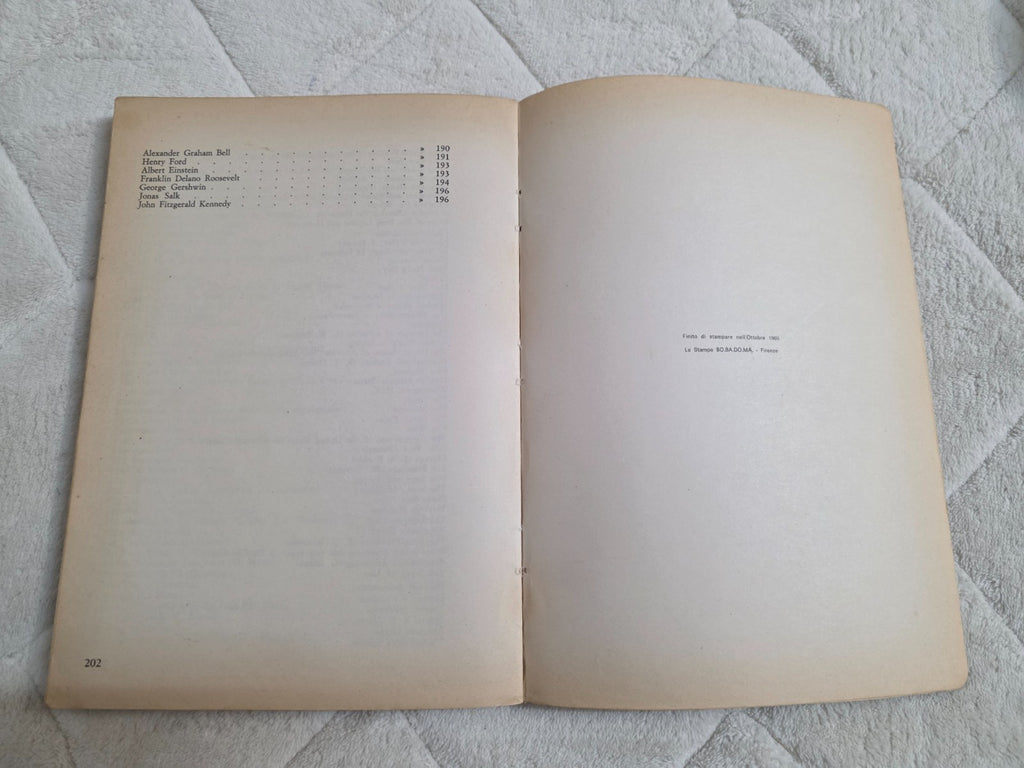 Alexander Graham Bell . . . . . . . . . . . . » 190
Henry Ford . . . . . . . . . . . . » 191
Albert Einstein . . . . . . . . . . . . » 193
Franklin Delano Roosevelt . . . . . . . . . . . » 193
George Gershwin . . . . . . . . . . . . » 194
Jonas Salk . . . . . . . . . . . . » 196
John Fitzgerald Kennedy . . . . . . . . . . . » 196
202
Finito di stampare nell'Ottobre
La Stampa BO.BA.DO.MA. - Firenze